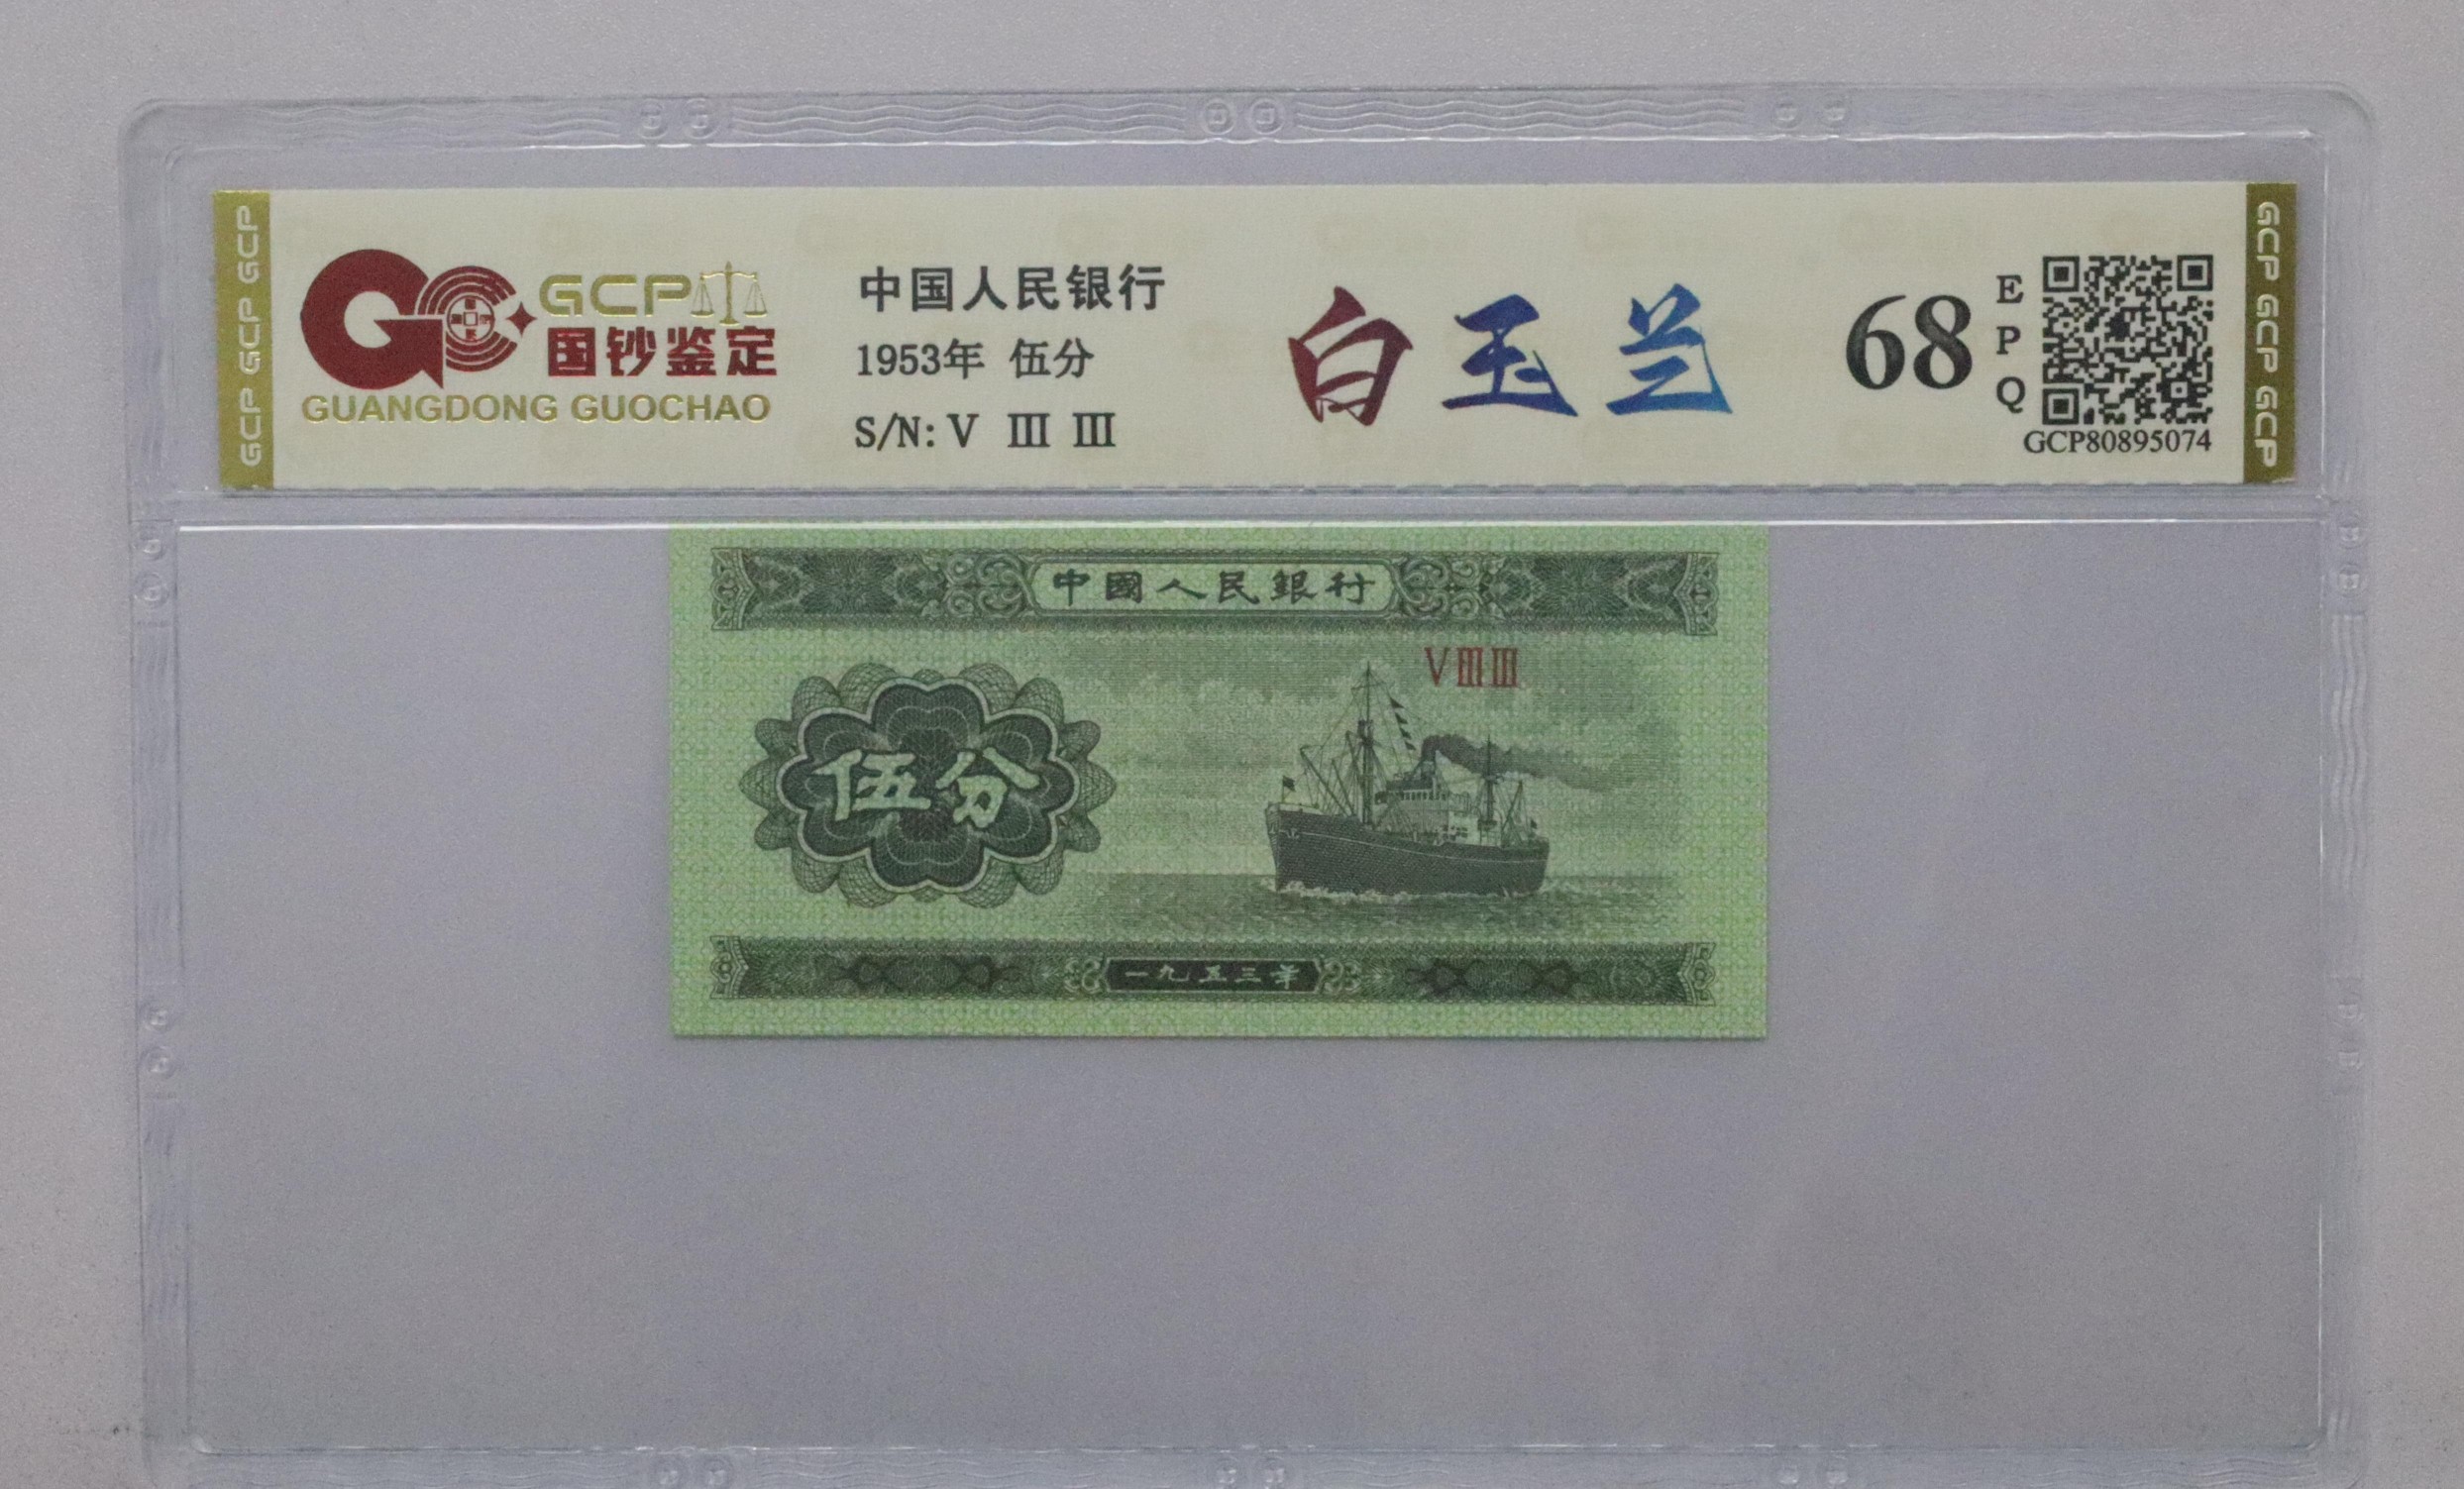 GCP GCP GCP
GCP
国钞鉴定
GUANGDONG GUOCHAO
中国人民银行
1953年 伍分
S/N: V Ⅲ Ⅲ
白玉兰
68
EPQ
GCP80895074
GCP GCP GCP
中國人民銀行
VⅢⅢ
伍分
一九五三年